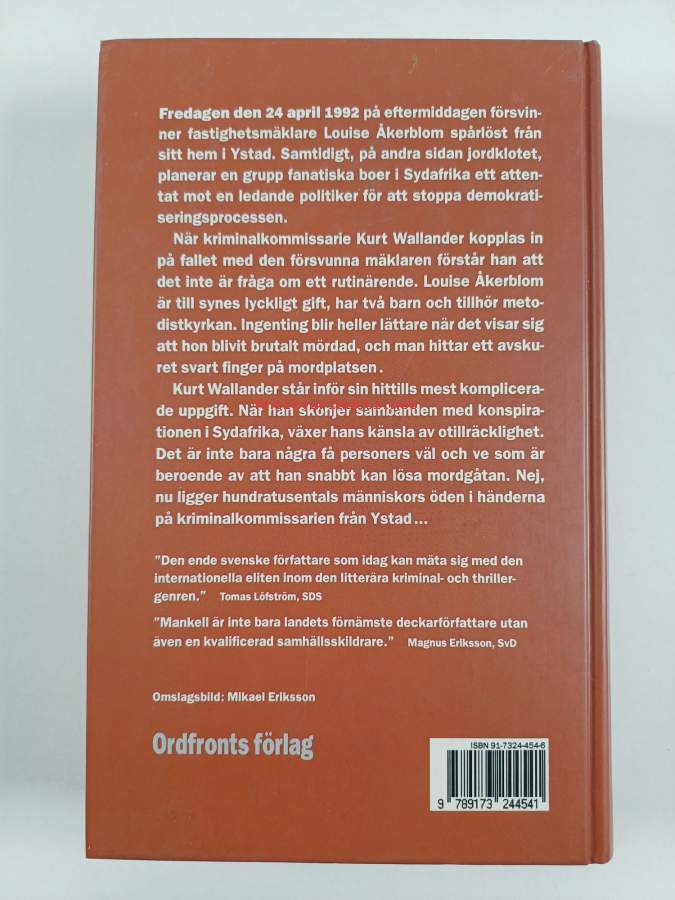 Fredagen den 24 april 1992 på eftermiddagen försvin-
ner fastighetsmäklare Louise Åkerblom spårlöst från
sitt hem i Ystad. Samtidigt, på andra sidan jordklotet,
planerar en grupp fanatiska boer i Sydafrika ett atten-
tat mot en ledande politiker för att stoppa demokrati-
seringsprocessen.
När kriminalkommissarie Kurt Wallander kopplas in
på fallet med den försvunna mäklaren förstår han att
det inte är fråga om ett rutinärende. Louise Åkerblom
är till synes lyckligt gift, har två barn och tillhör meto-
distkyrkan. Ingenting blir heller lättare när det visar sig
att hon blivit brutalt mördad, och man hittar ett avsku-
ret svart finger på mordplatsen.
Kurt Wallander står inför sin hittills mest komplicera-
de uppgift. När han skönjer sambanden med konspira-
tionen i Sydafrika, växer hans känsla av otillräcklighet.
Det är inte bara några få personers väl och ve som är
beroende av att han snabbt kan lösa mordgåtan. Nej,
nu ligger hundratusentals människors öden i händerna
på kriminalkommissarien från Ystad...
"Den ende svenske författare som idag kan mäta sig med den
internationella eliten inom den litterära kriminal- och thriller-
genren." Tomas Löfström, SDS
"Mankell är inte bara landets förnämste deckarförfattare utan
även en kvalificerad samhällsskildrare." Magnus Eriksson, SvD
Omslagsbild: Mikael Eriksson
Ordfronts förlag
ISBN 91-7324-454-6
9 789173 244541